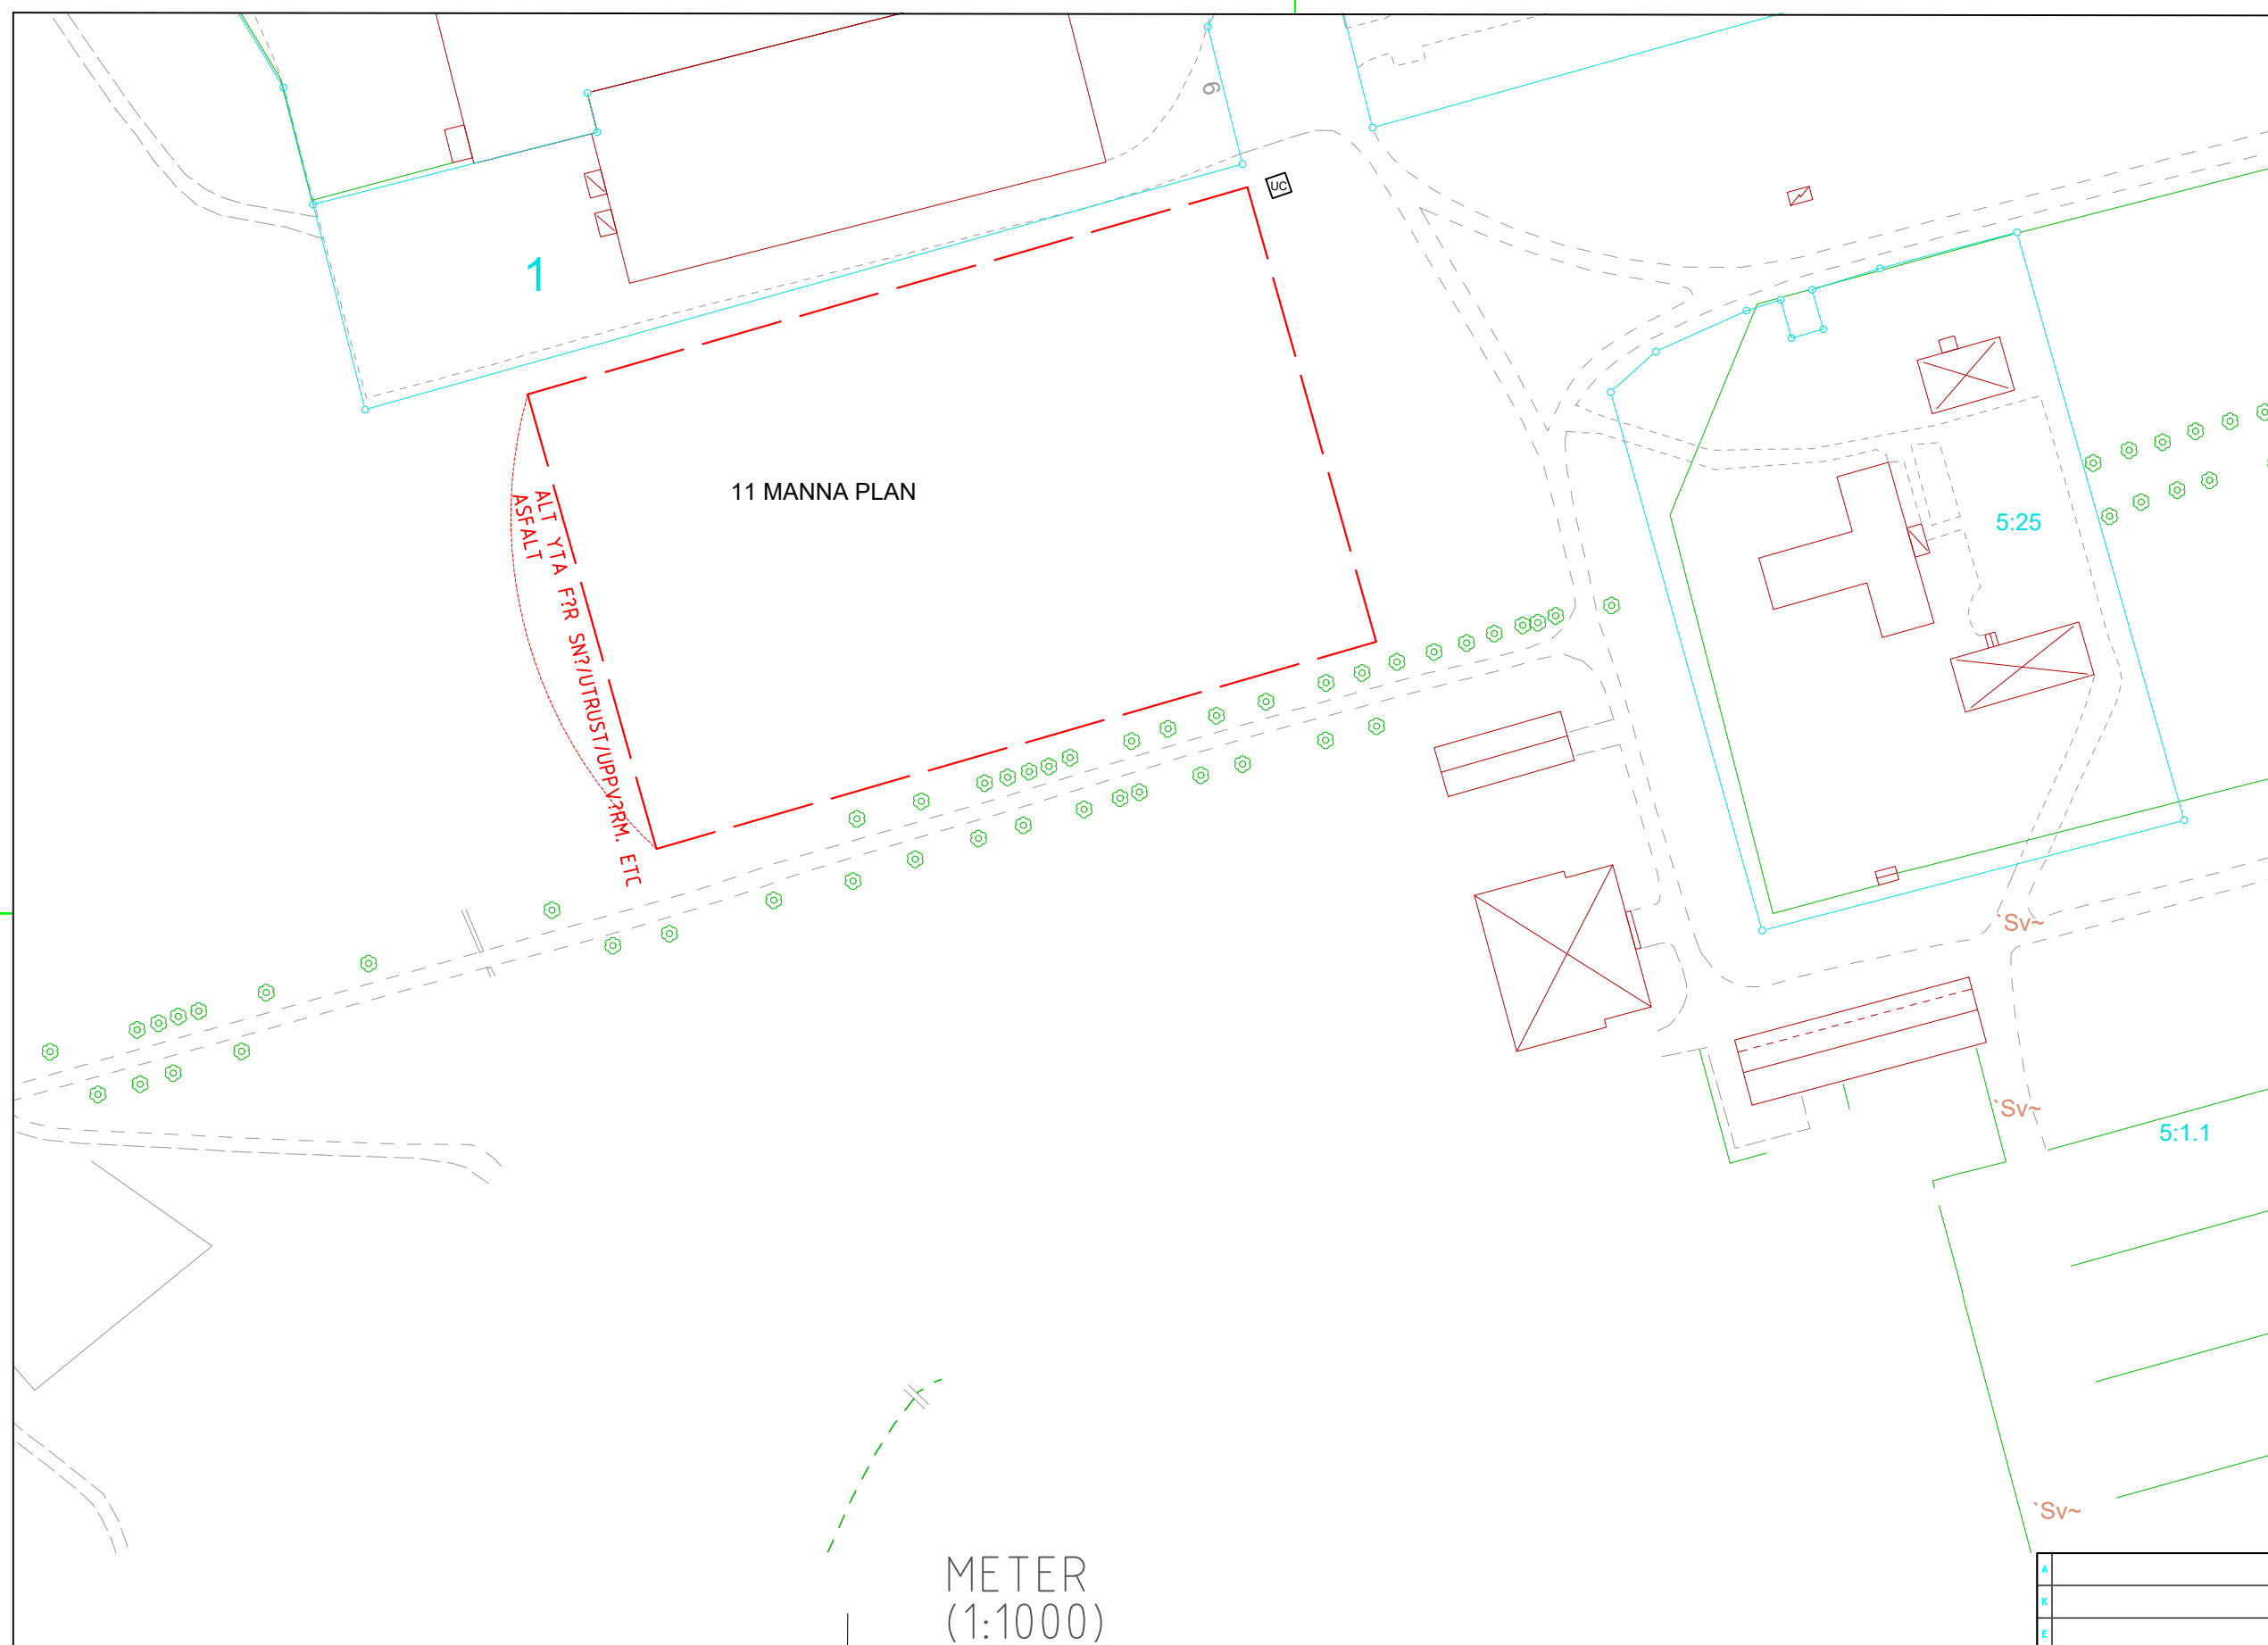 6
UC
1
11 MANNA PLAN
ALT YTA F?R SN?/UTRUST/UPPV?RM. ETC
ASFALT
5:25
`Sv~
`Sv~
5:1.1
`Sv~
METER
(1:1000)
A
K
E